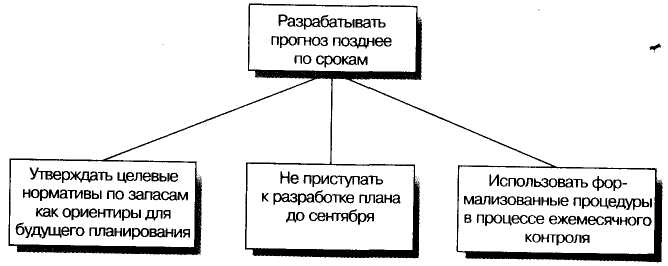 Разрабатывать
прогноз позднее
по срокам
Утверждать целевые
нормативы по запасам
как ориентиры для
будущего планирования
Не приступать
к разработке плана
до сентября
Использовать фор-
мализованные процедуры
в процессе ежемесячного
контроля